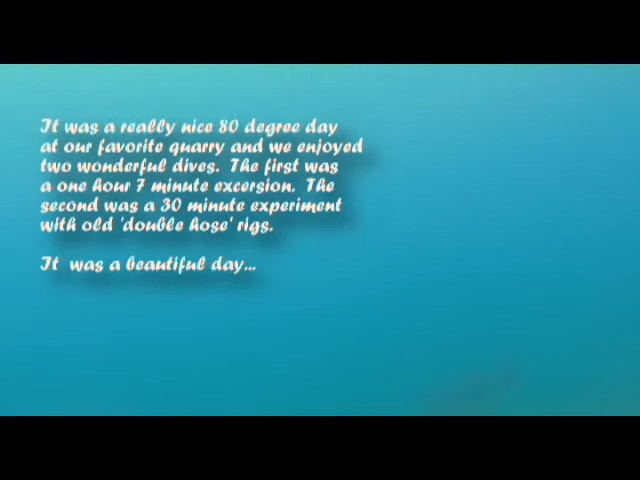 It was a really nice 80 degree day
at our favorite quarry and we enjoyed
two wonderful dives. The first was
a one hour 7 minute excersion. The
second was a 30 minute experiment
with old 'double hose' rigs.
It was a beautiful day...